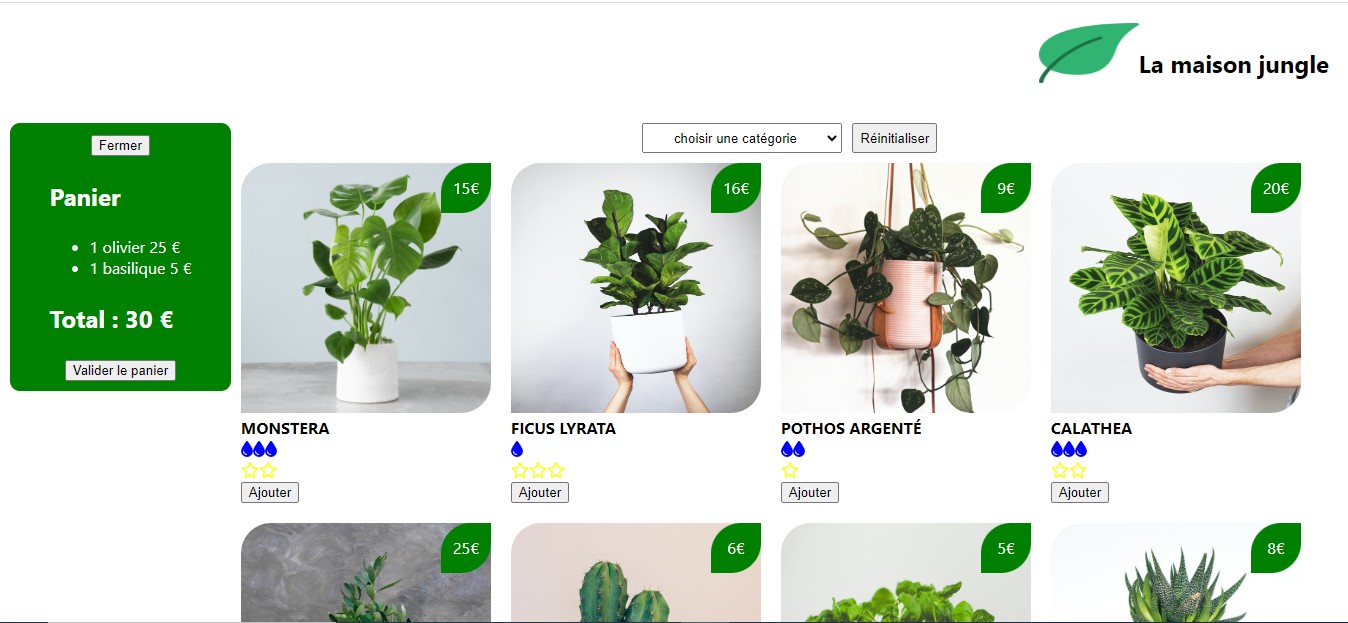 La maison jungle
Fermer
Panier
1 olivier 25 €
1 basilique 5 €
Total : 30 €
Valider le panier
choisir une catégorie
Réinitialiser
15€
16€
9€
20€
MONSTERA
FICUS LYRATA
POTHOS ARGENTÉ
CALATHEA
Ajouter
Ajouter
Ajouter
Ajouter
25€
6€
5€
8€